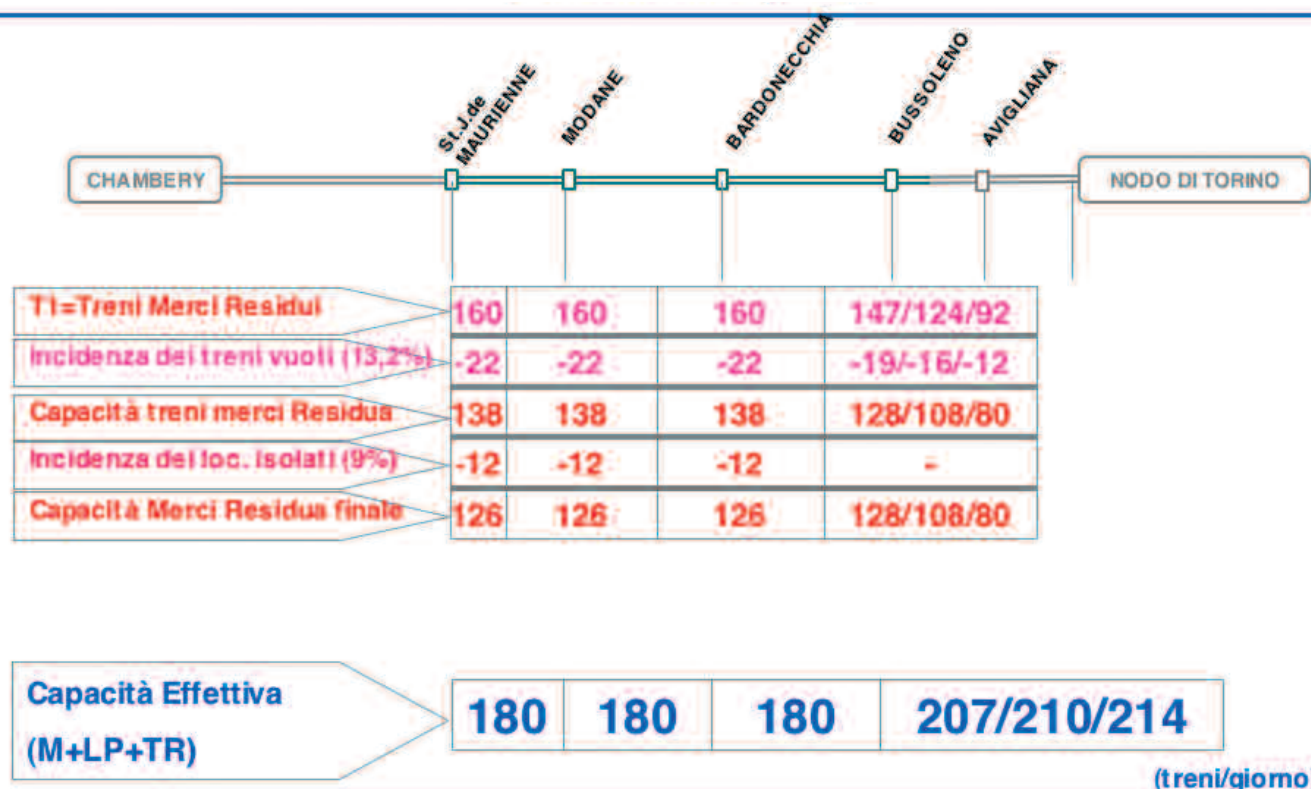 St.J.de
MAURIENNE
MODANE
BARDONECCHIA
BUSSOLENO
AVIGLIANA
CHAMBERY
NODO DI TORINO
T1=Treni Merci Residui 160 160 160 147/124/92
Incidenza dei treni vuoti (13,2%) -22 -22 -22 -19/-16/-12
Capacità treni merci Residua 138 138 138 128/108/80
Incidenza dei loc. isolati (9%) -12 -12 -12 -
Capacità Merci Residua finale 126 126 126 128/108/80
Capacità Effettiva
(M+LP+TR)
180 180 180 207/210/214
(treni/giorno